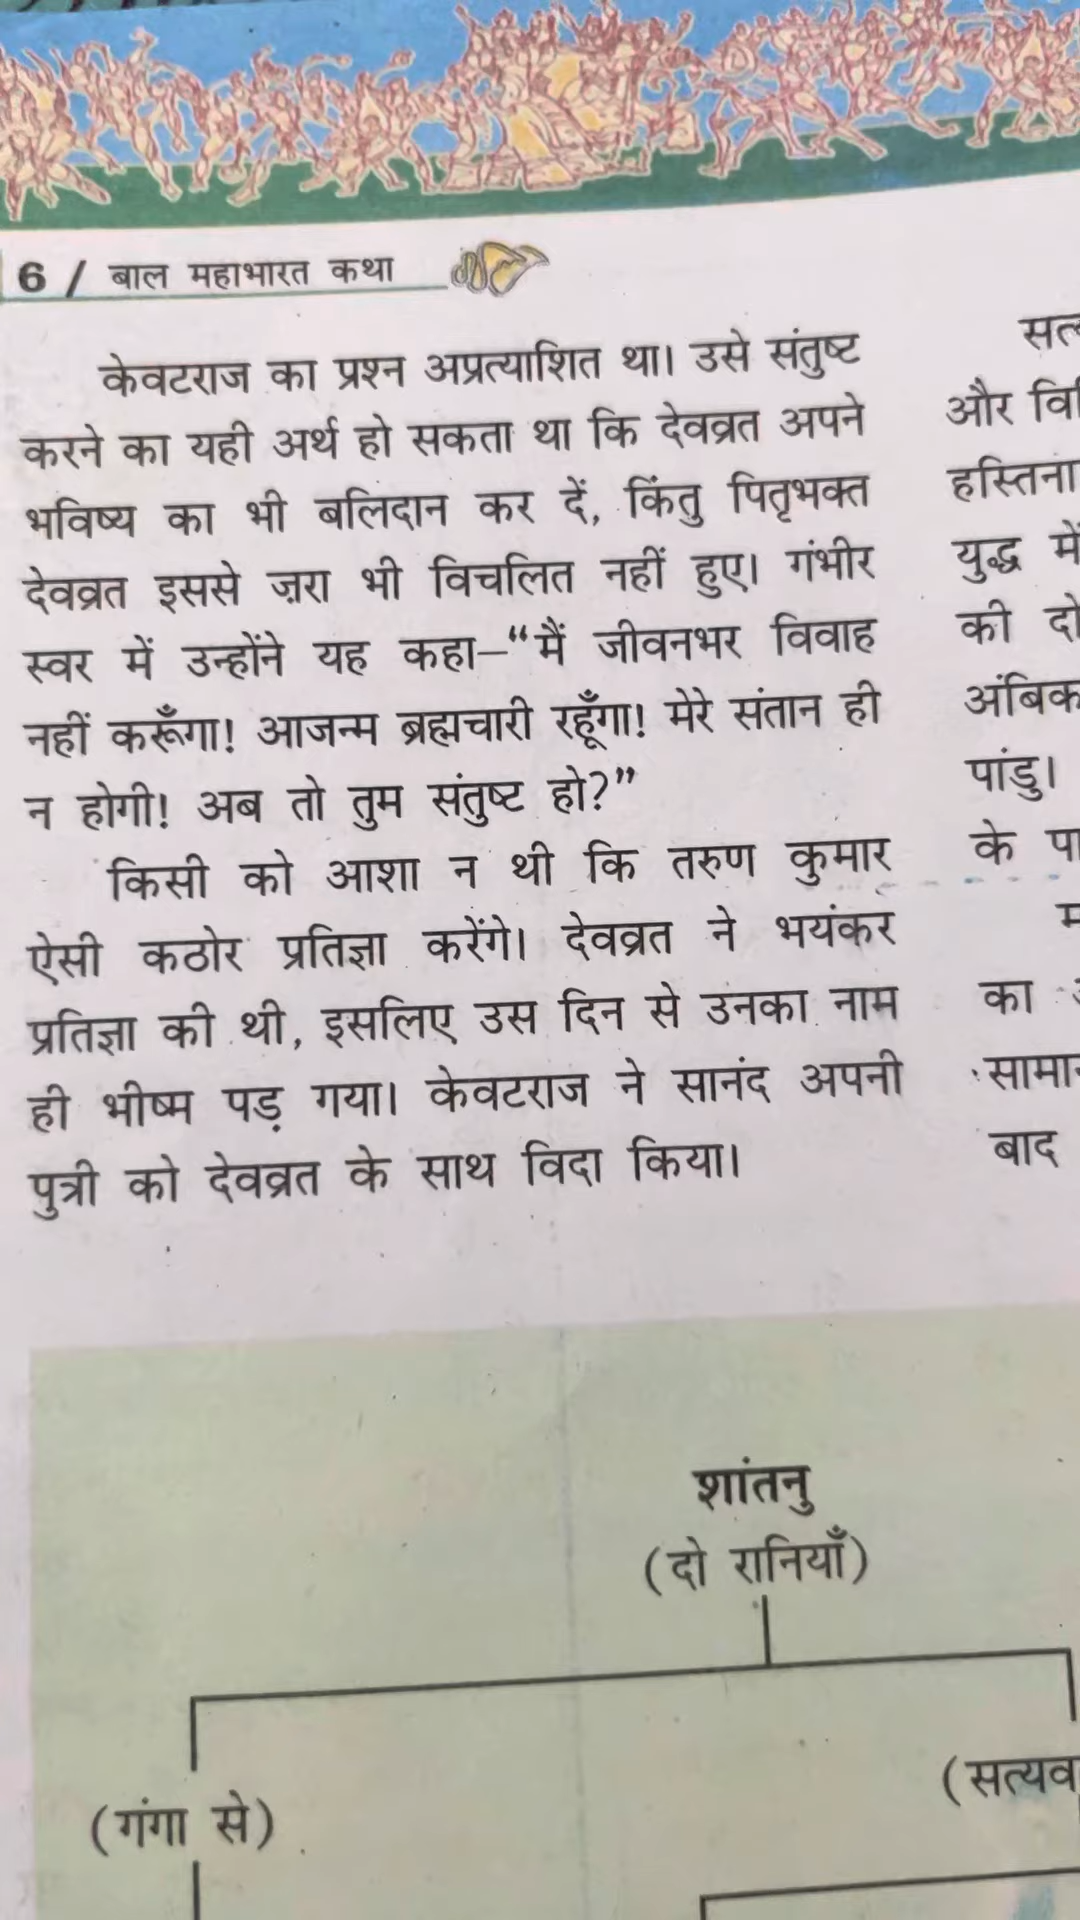 6 / बाल महाभारत कथा
केवटराज का प्रश्न अप्रत्याशित था। उसे संतुष्ट
करने का यही अर्थ हो सकता था कि देवव्रत अपने
भविष्य का भी बलिदान कर दें, किंतु पितृभक्त
देवव्रत इससे ज़रा भी विचलित नहीं हुए। गंभीर
स्वर में उन्होंने यह कहा–“मैं जीवनभर विवाह
नहीं करूँगा! आजन्म ब्रह्मचारी रहूँगा! मेरे संतान ही
न होगी! अब तो तुम संतुष्ट हो?”
किसी को आशा न थी कि तरुण कुमार
ऐसी कठोर प्रतिज्ञा करेंगे। देवव्रत ने भयंकर
प्रतिज्ञा की थी, इसलिए उस दिन से उनका नाम
ही भीष्म पड़ गया। केवटराज ने सानंद अपनी
पुत्री को देवव्रत के साथ विदा किया।
और
युद्ध में
की
पांडु।
के
का
बाद
शांतनु
(दो रानियाँ)
(गंगा से)